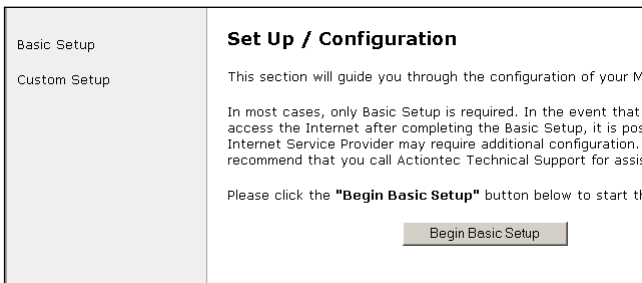 Basic Setup
Custom Setup
Set Up / Configuration
This section will guide you through the configuration of your
In most cases, only Basic Setup is required. In the event that
access the Internet after completing the Basic Setup, it is
Internet Service Provider may require additional configuration.
recommend that you call Actiontec Technical Support for
Please click the "Begin Basic Setup" button below to start
Begin Basic Setup